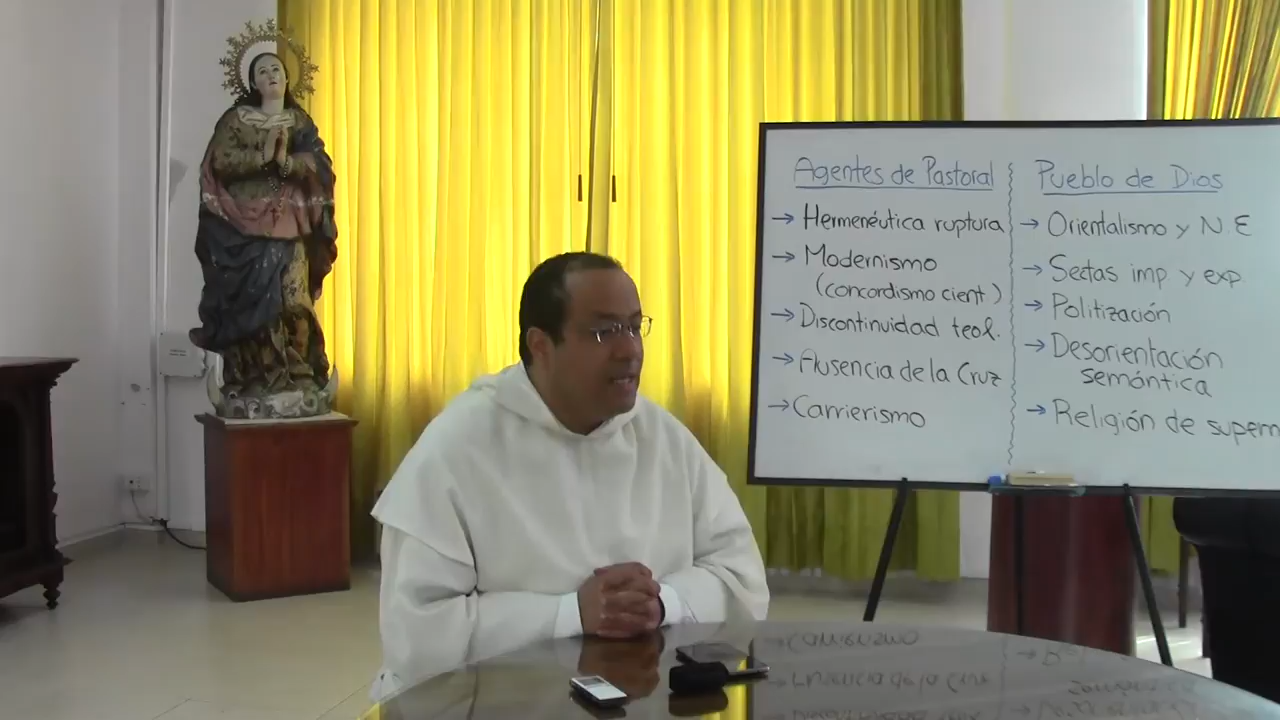 Agentes de Pastoral
→ Hermenéutica ruptura
→ Modernismo
(concordismo cient)
→ Discontinuidad teol.
→ Ausencia de la Cruz
→ Carrierismo
Pueblo de Dios
→ Orientalismo y N.E
→ Sectas imp y exp
→ Politización
→ Desorientación
semántica
→ Religión de